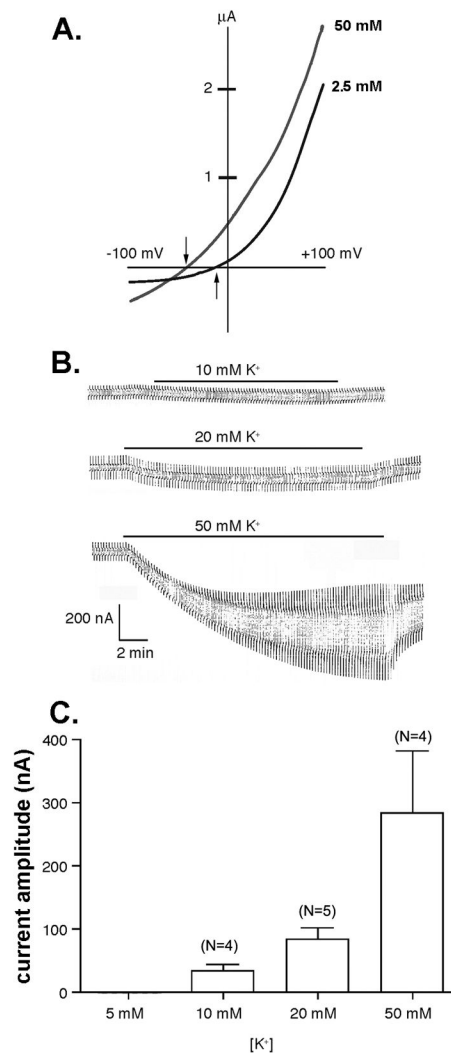 A.
µA
50 mM
2.5 mM
2
1
-100 mV
+100 mV
B.
10 mM K⁺
20 mM K⁺
50 mM K⁺
200 nA
2 min
C.
current amplitude (nA)
400
300
200
100
0
(N=4)
(N=5)
(N=4)
5 mM
10 mM
20 mM
50 mM
[K⁺]